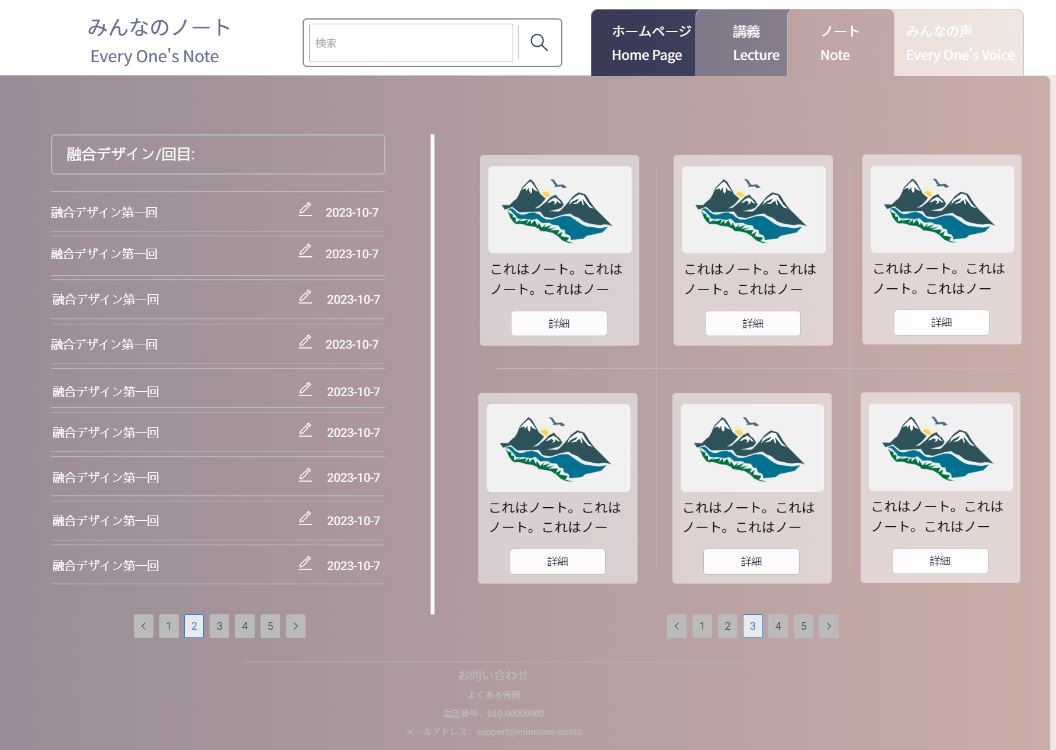 みんなのノート
Every One's Note
検索
ホームページ
Home Page
講義
Lecture
ノート
Note
みんなの声
Every One's Voice
融合デザイン/回目:
融合デザイン第一回 2023-10-7
融合デザイン第一回 2023-10-7
融合デザイン第一回 2023-10-7
融合デザイン第一回 2023-10-7
融合デザイン第一回 2023-10-7
融合デザイン第一回 2023-10-7
融合デザイン第一回 2023-10-7
融合デザイン第一回 2023-10-7
融合デザイン第一回 2023-10-7
< 1 2 3 4 5 >
これはノート。これは
ノート。これはノー
詳細
これはノート。これは
ノート。これはノー
詳細
これはノート。これは
ノート。これはノー
詳細
これはノート。これは
ノート。これはノー
詳細
これはノート。これは
ノート。これはノー
詳細
これはノート。これは
ノート。これはノー
詳細
< 1 2 3 4 5 >
お問い合わせ
よくある質問
電話番号：010-00000000
メールアドレス：support@minnano-nooto